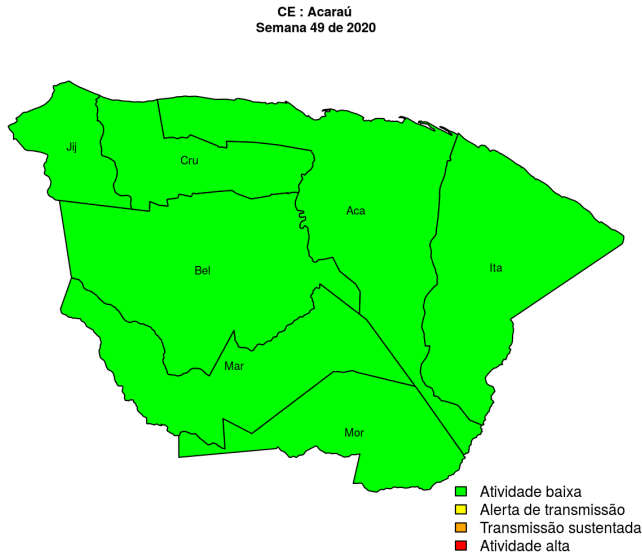 CE : Acaraú
Semana 49 de 2020
Jij
Cru
Aca
Bel
Ita
Mar
Mor
Atividade baixa
Alerta de transmissão
Transmissão sustentada
Atividade alta